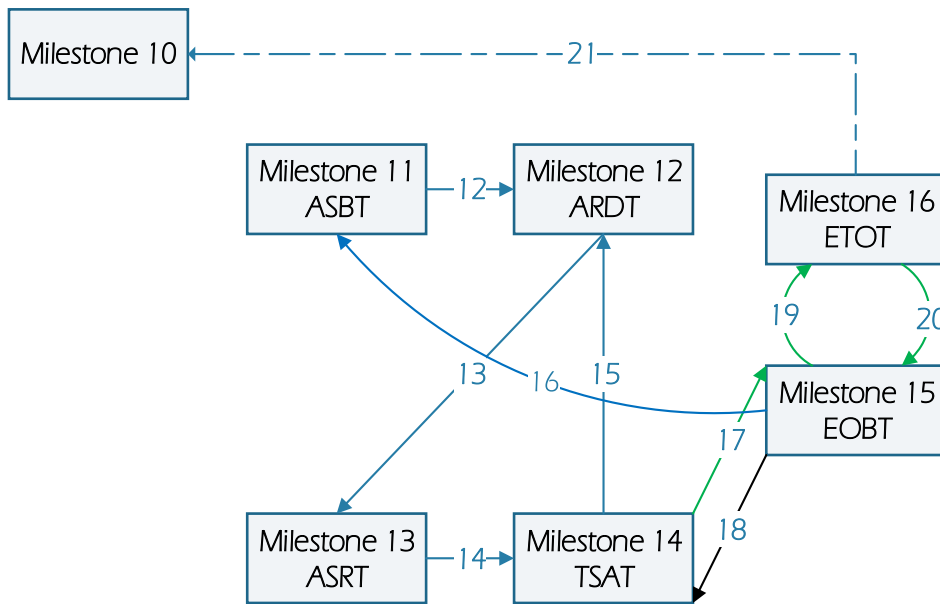 Milestone 10
21
Milestone 11
ASBT
12
Milestone 12
ARDT
Milestone 16
ETOT
19
20
13
16
15
Milestone 15
EOBT
17
18
Milestone 13
ASRT
14
Milestone 14
TSAT